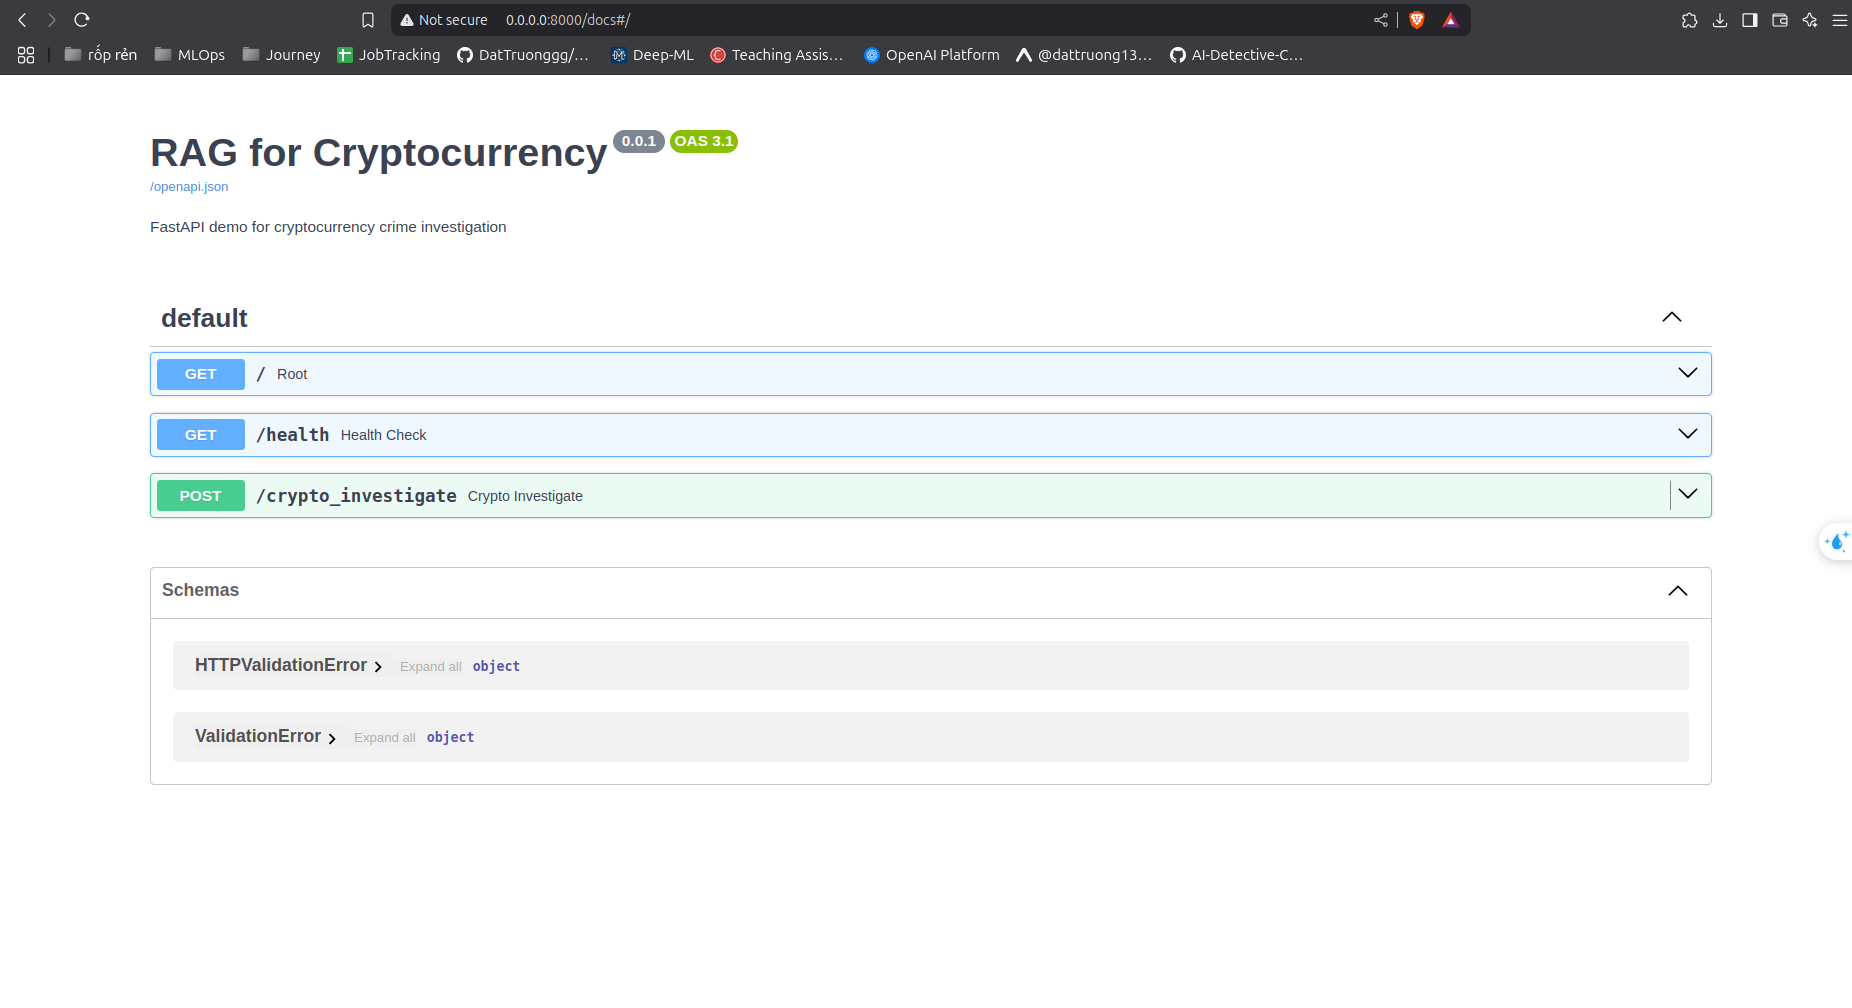 Not secure 0.0.0.0:8000/docs#/
rốp rẻn MLOps Journey JobTracking DatTruonggg/... Deep-ML Teaching Assis... OpenAI Platform @dattruong13... AI-Detective-C...
RAG for Cryptocurrency 0.0.1 OAS 3.1
/openapi.json
FastAPI demo for cryptocurrency crime investigation
default
GET / Root
GET /health Health Check
POST /crypto_investigate Crypto Investigate
Schemas
HTTPValidationError Expand all object
ValidationError Expand all object